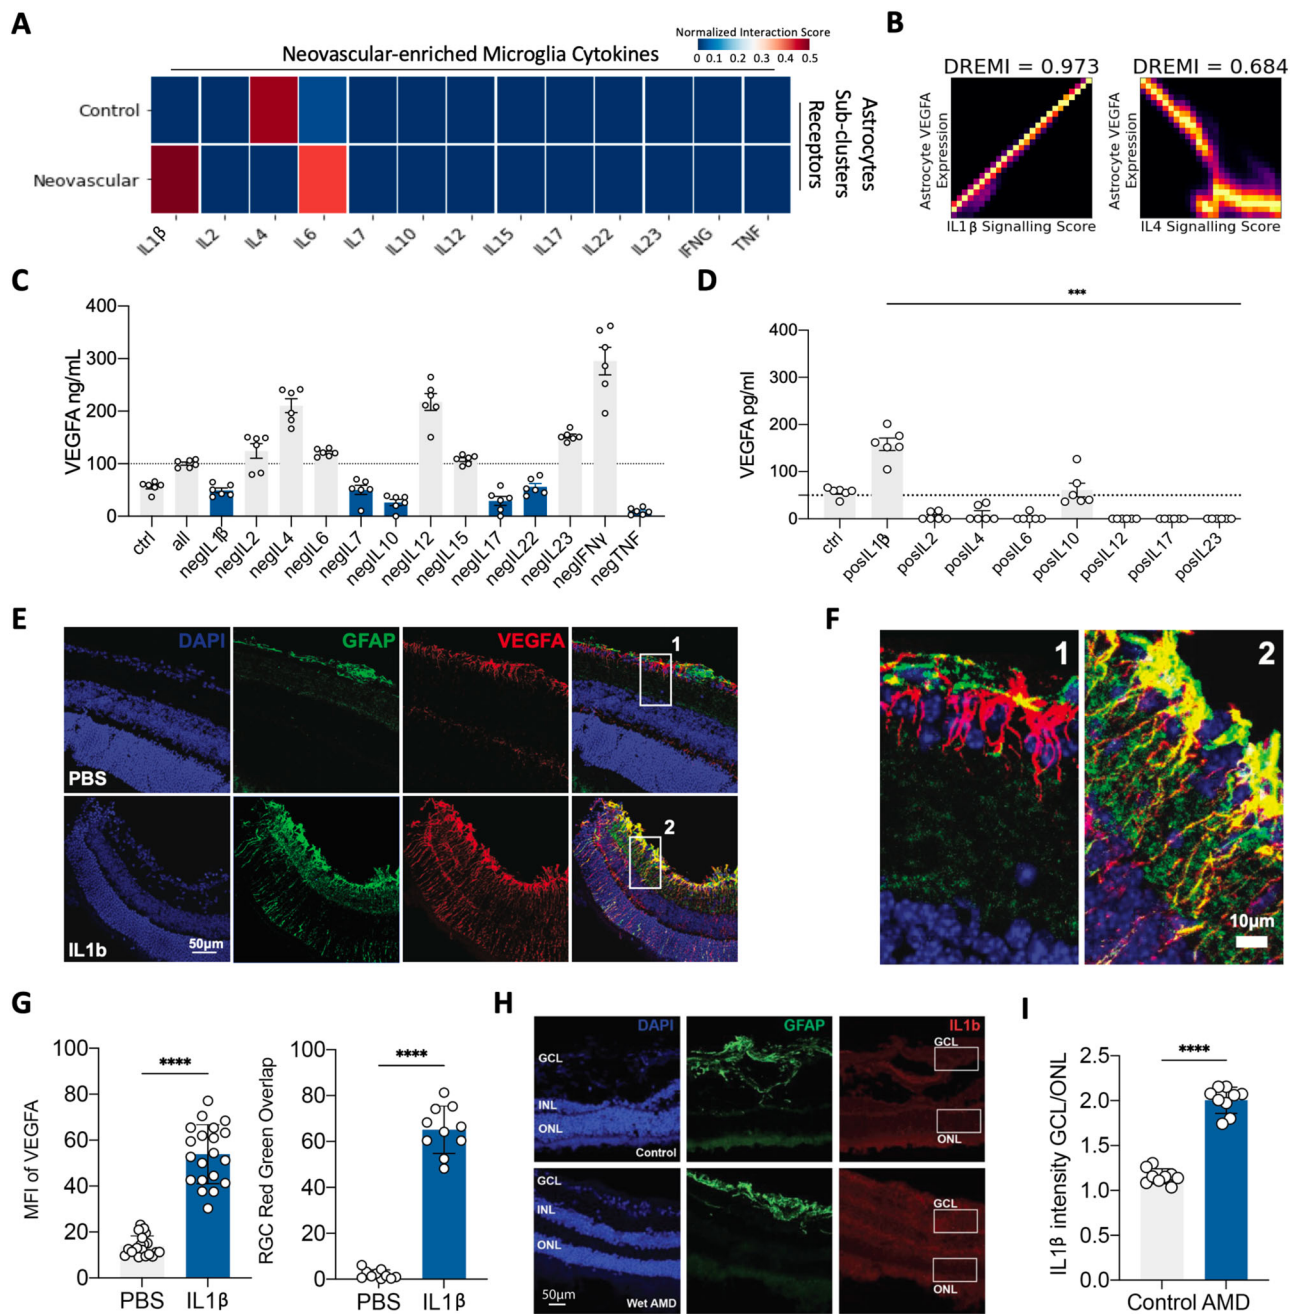 A
Neovascular-enriched Microglia Cytokines
Normalized Interaction Score
0 0.1 0.2 0.3 0.4 0.5
Control
Neovascular
Receptors
Sub-clusters
Astrocytes
IL1β IL2 IL4 IL6 IL7 IL10 IL12 IL15 IL17 IL22 IL23 IFNG TNF
B
DREMI = 0.973
Astrocyte VEGFA
Expression
IL1β Signalling Score
DREMI = 0.684
Astrocyte VEGFA
Expression
IL4 Signalling Score
C
VEGFA ng/mL
400
300
200
100
0
ctrl all negIL1β negIL2 negIL4 negIL6 negIL7 negIL10 negIL12 negIL15 negIL17 negIL22 negIL23 negIFNγ negTNF
D
***
VEGFA pg/ml
400
300
200
100
0
ctrl posIL1β posIL2 posIL4 posIL6 posIL10 posIL12 posIL17 posIL23
E
DAPI GFAP VEGFA
1
PBS
2
IL1b
50μm
F
1
2
10μm
G
MFI of VEGFA
100
80
60
40
20
0
****
PBS IL1β
RGC Red Green Overlap
100
80
60
40
20
0
****
PBS IL1β
H
DAPI GFAP IL1b
GCL
INL
ONL
Control
GCL
ONL
GCL
INL
ONL
50μm
Wet AMD
GCL
ONL
I
IL1β intensity GCL/ONL
2.5
2.0
1.5
1.0
0.5
0.0
****
Control AMD